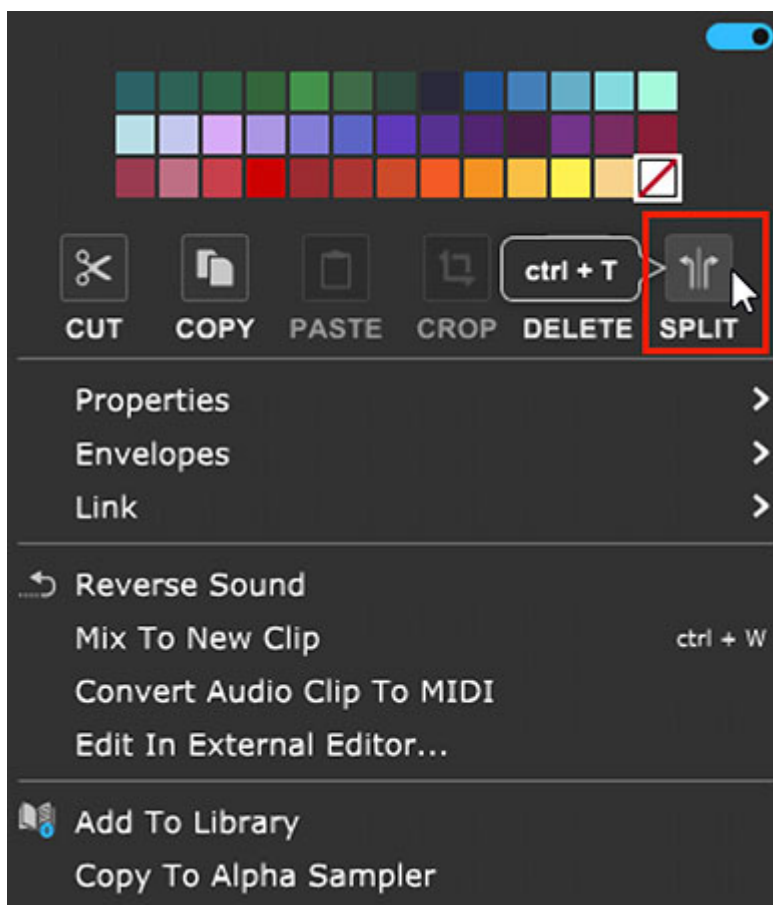 ctrl + T
CUT COPY PASTE CROP DELETE SPLIT
Properties
Envelopes
Link
Reverse Sound
Mix To New Clip ctrl + W
Convert Audio Clip To MIDI
Edit In External Editor...
Add To Library
Copy To Alpha Sampler